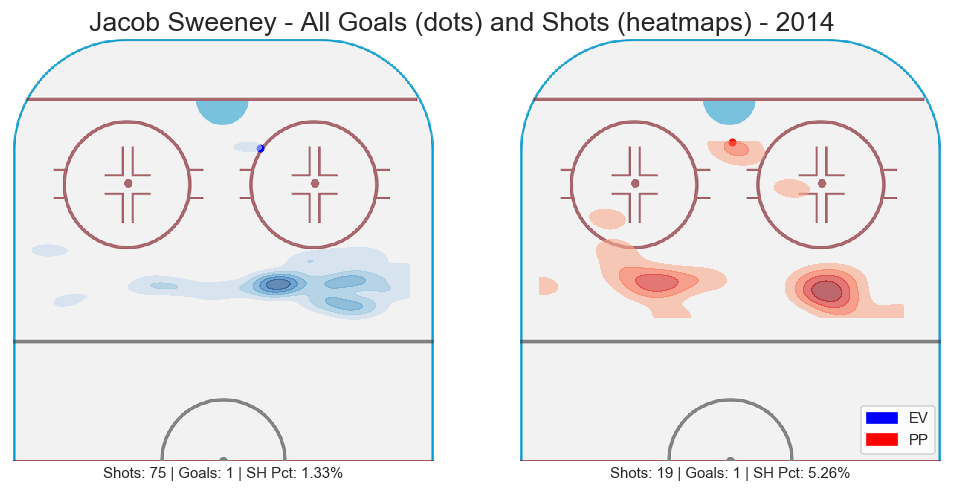 Jacob Sweeney - All Goals (dots) and Shots (heatmaps) - 2014
EV
PP
Shots: 75 | Goals: 1 | SH Pct: 1.33%
Shots: 19 | Goals: 1 | SH Pct: 5.26%